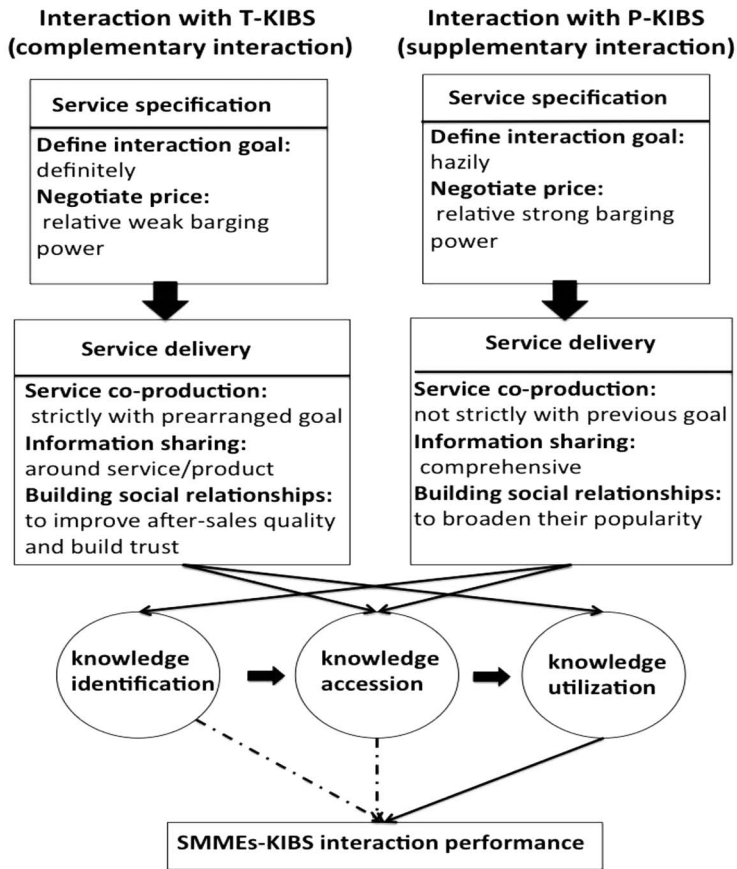 Interaction with T-KIBS
(complementary interaction)
Service specification
Define interaction goal:
definitely
Negotiate price:
relative weak barging
power
Service delivery
Service co-production:
strictly with prearranged goal
Information sharing:
around service/product
Building social relationships:
to improve after-sales quality
and build trust
Interaction with P-KIBS
(supplementary interaction)
Service specification
Define interaction goal:
hazily
Negotiate price:
relative strong barging
power
Service delivery
Service co-production:
not strictly with previous goal
Information sharing:
comprehensive
Building social relationships:
to broaden their popularity
knowledge
identification
knowledge
accession
knowledge
utilization
SMMEs-KIBS interaction performance